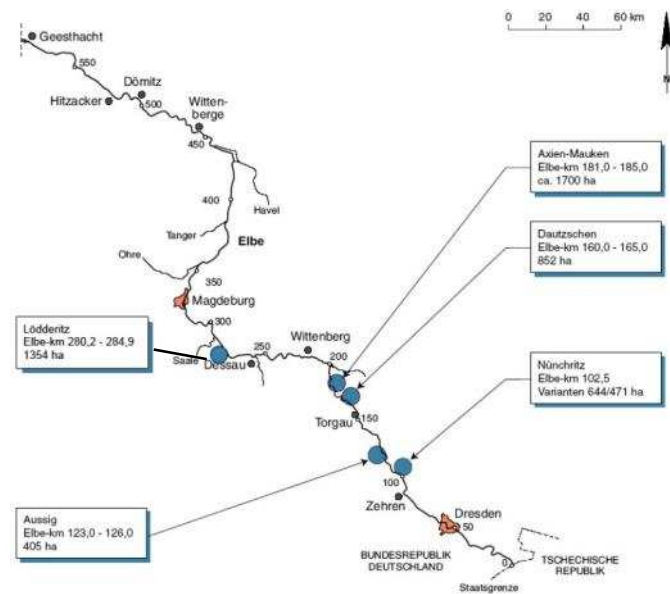 0 20 40 60 km
N
Geesthacht
550
Dömitz
Hitzacker
500
Witten-
berge
450
Axien-Mauken
Elbe-km 181,0 - 185,0
ca. 1700 ha
400
Havel
Tanger
Elbe
Dautzschen
Elbe-km 160,0 - 165,0
852 ha
Ohre
350
Magdeburg
300
Lödderitz
Elbe-km 280,2 - 284,9
1354 ha
Saale
Dessau
250
Wittenberg
200
Nünchritz
Elbe-km 102,5
Varianten 644/471 ha
Torgau
150
100
Zehren
Aussig
Elbe-km 123,0 - 126,0
405 ha
Dresden
50
BUNDESREPUBLIK
DEUTSCHLAND
0
TSCHECHISCHE
REPUBLIK
Staatsgrenze